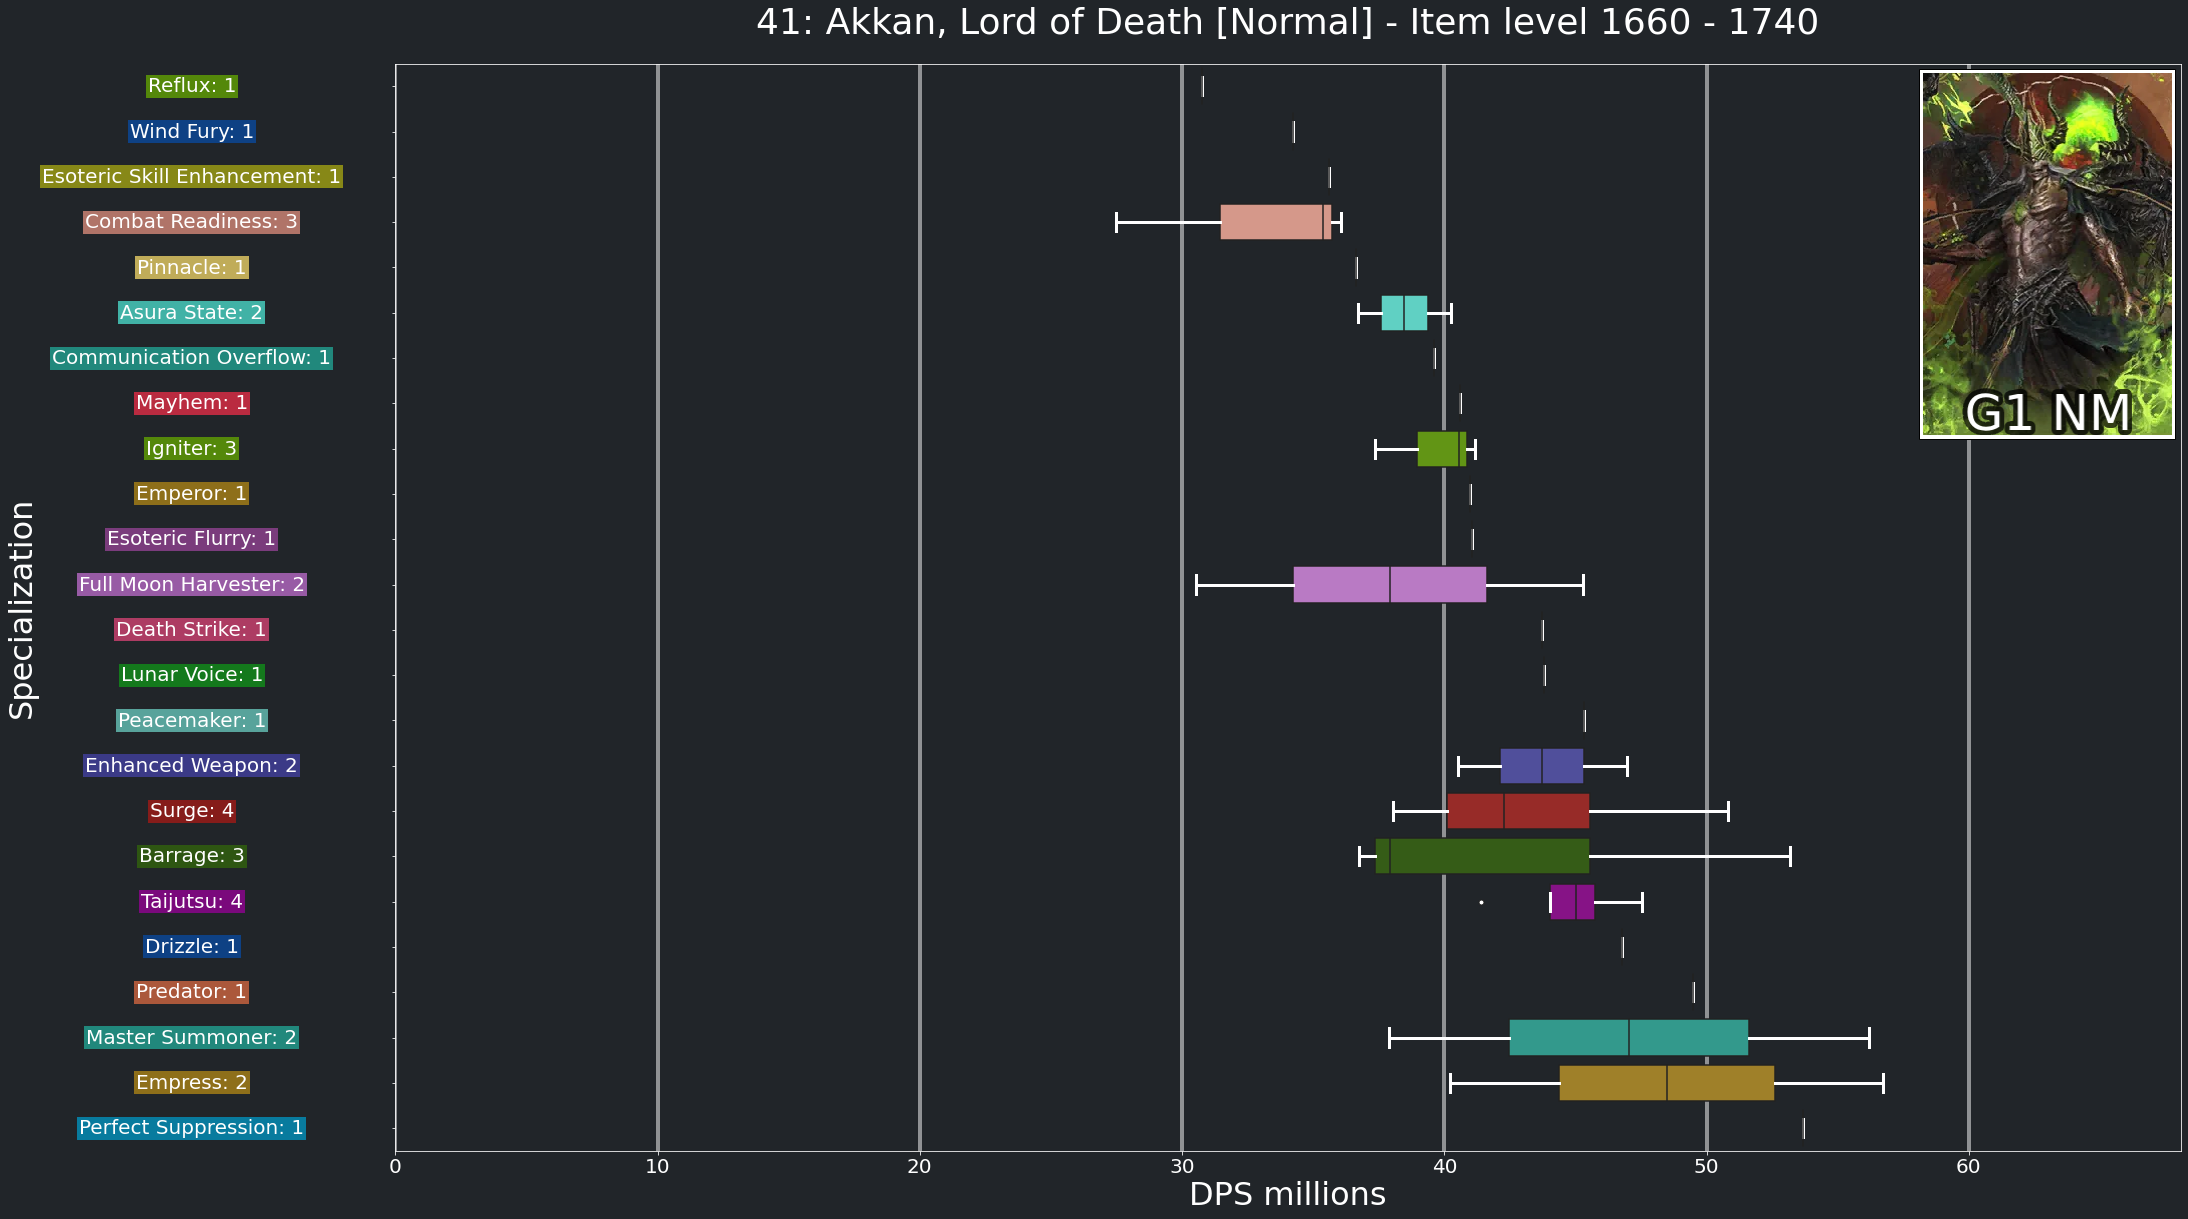 41: Akkan, Lord of Death [Normal] - Item level 1660 - 1740
Reflux: 1
Wind Fury: 1
Esoteric Skill Enhancement: 1
Combat Readiness: 3
Pinnacle: 1
Asura State: 2
Communication Overflow: 1
Mayhem: 1
Igniter: 3
Emperor: 1
Esoteric Flurry: 1
Full Moon Harvester: 2
Death Strike: 1
Lunar Voice: 1
Peacemaker: 1
Enhanced Weapon: 2
Surge: 4
Barrage: 3
Taijutsu: 4
Drizzle: 1
Predator: 1
Master Summoner: 2
Empress: 2
Perfect Suppression: 1
Specialization
G1 NM
0 10 20 30 40 50 60
DPS millions